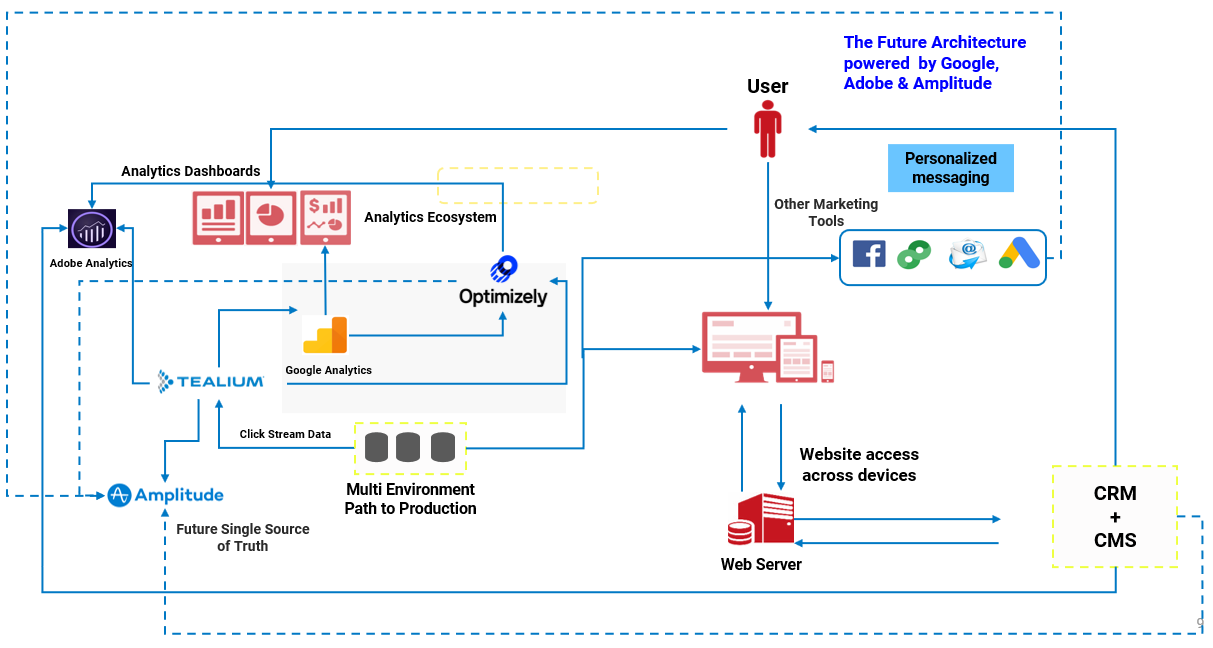 The Future Architecture
powered by Google,
Adobe & Amplitude
User
Personalized
messaging
Analytics Dashboards
Other Marketing
Tools
Analytics Ecosystem
$
f
@
Adobe Analytics
Optimizely
Google Analytics
TEALIUM
Click Stream Data
Website access
across devices
Multi Environment
Path to Production
Amplitude
CRM
+
CMS
Future Single Source
of Truth
Web Server
9